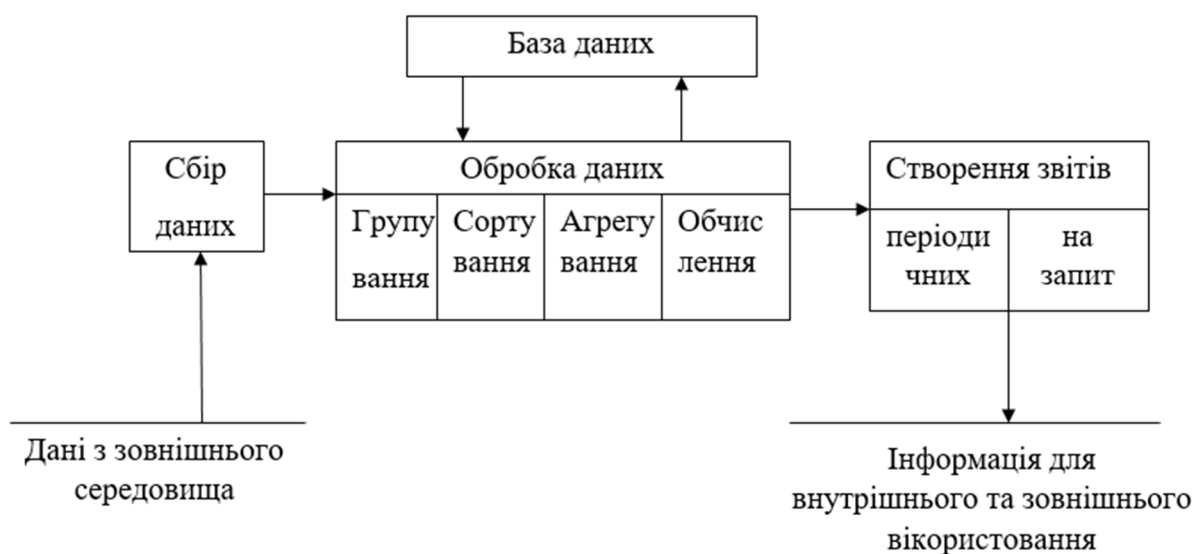 База даних
Сбір
даних
Обробка даних
Групу
вання
Сорту
вання
Агрегу
вання
Обчис
лення
Створення звітів
періоди
чних
на
запит
Дані з зовнішнього
середовища
Інформація для
внутрішнього та зовнішнього
вікористовання